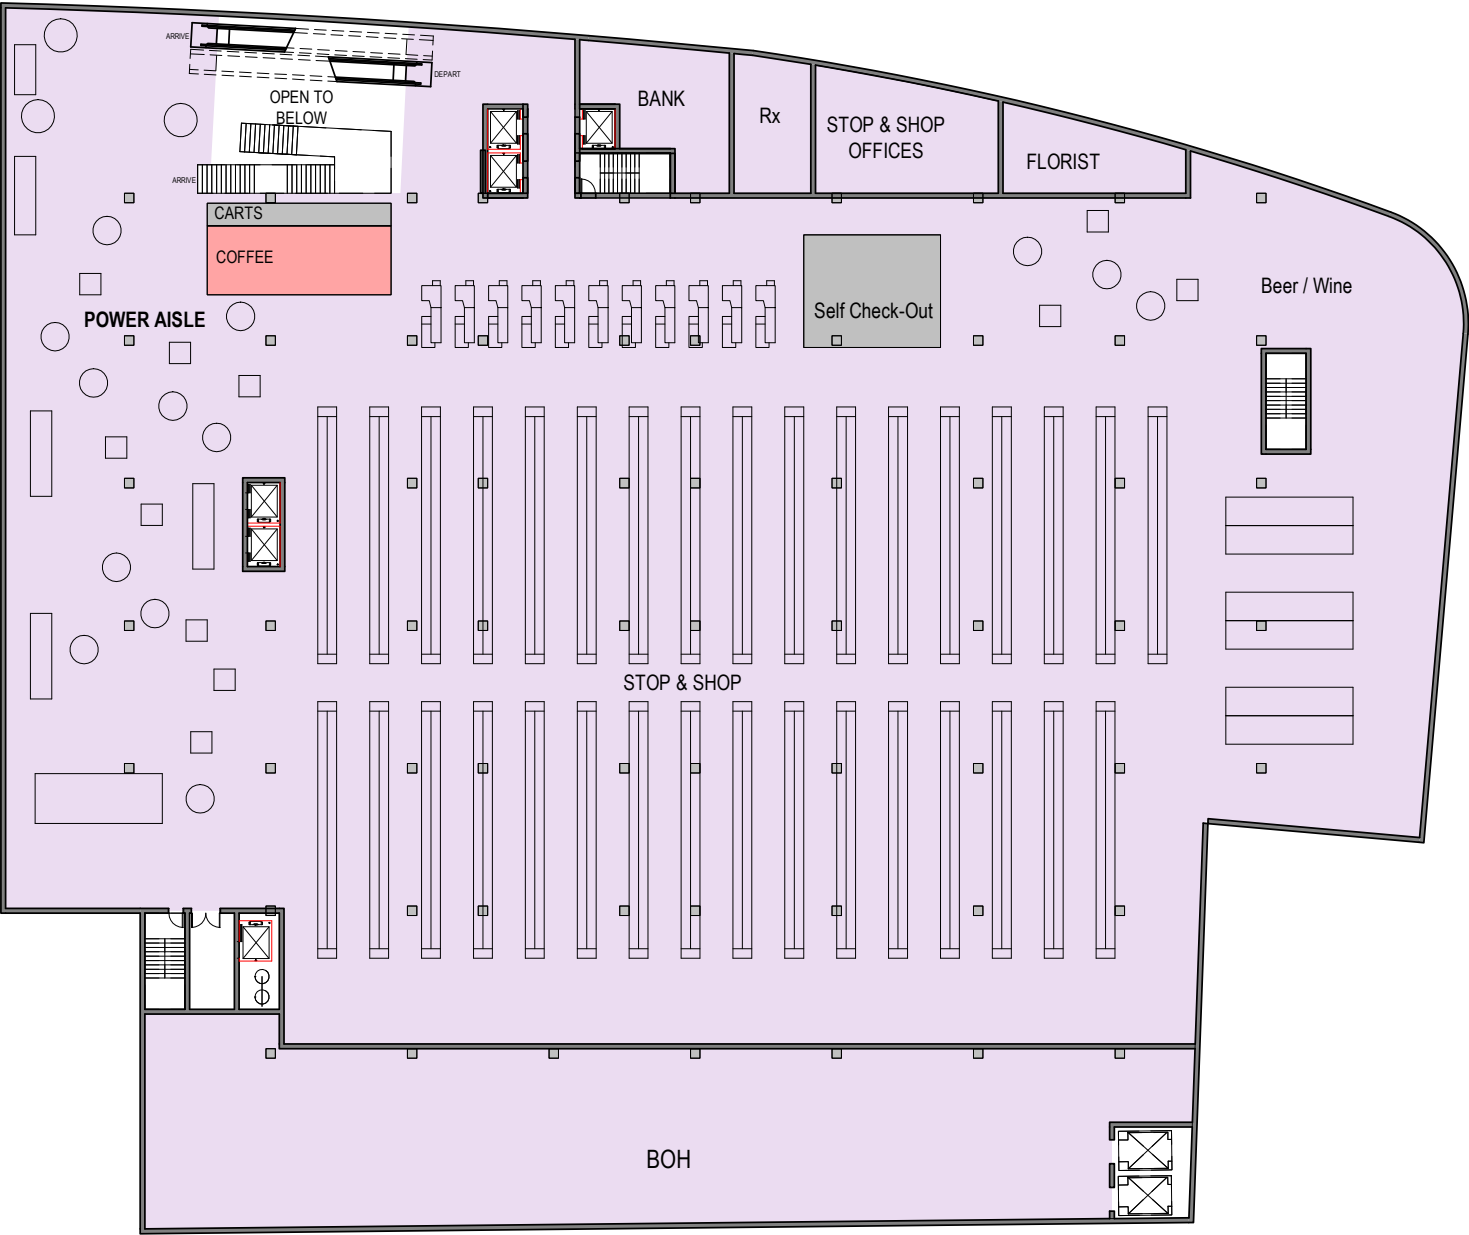 ARRIVE
DEPART
OPEN TO
BELOW
ARRIVE
BANK
Rx
STOP & SHOP
OFFICES
FLORIST
CARTS
COFFEE
POWER AISLE
Self Check-Out
Beer / Wine
STOP & SHOP
BOH